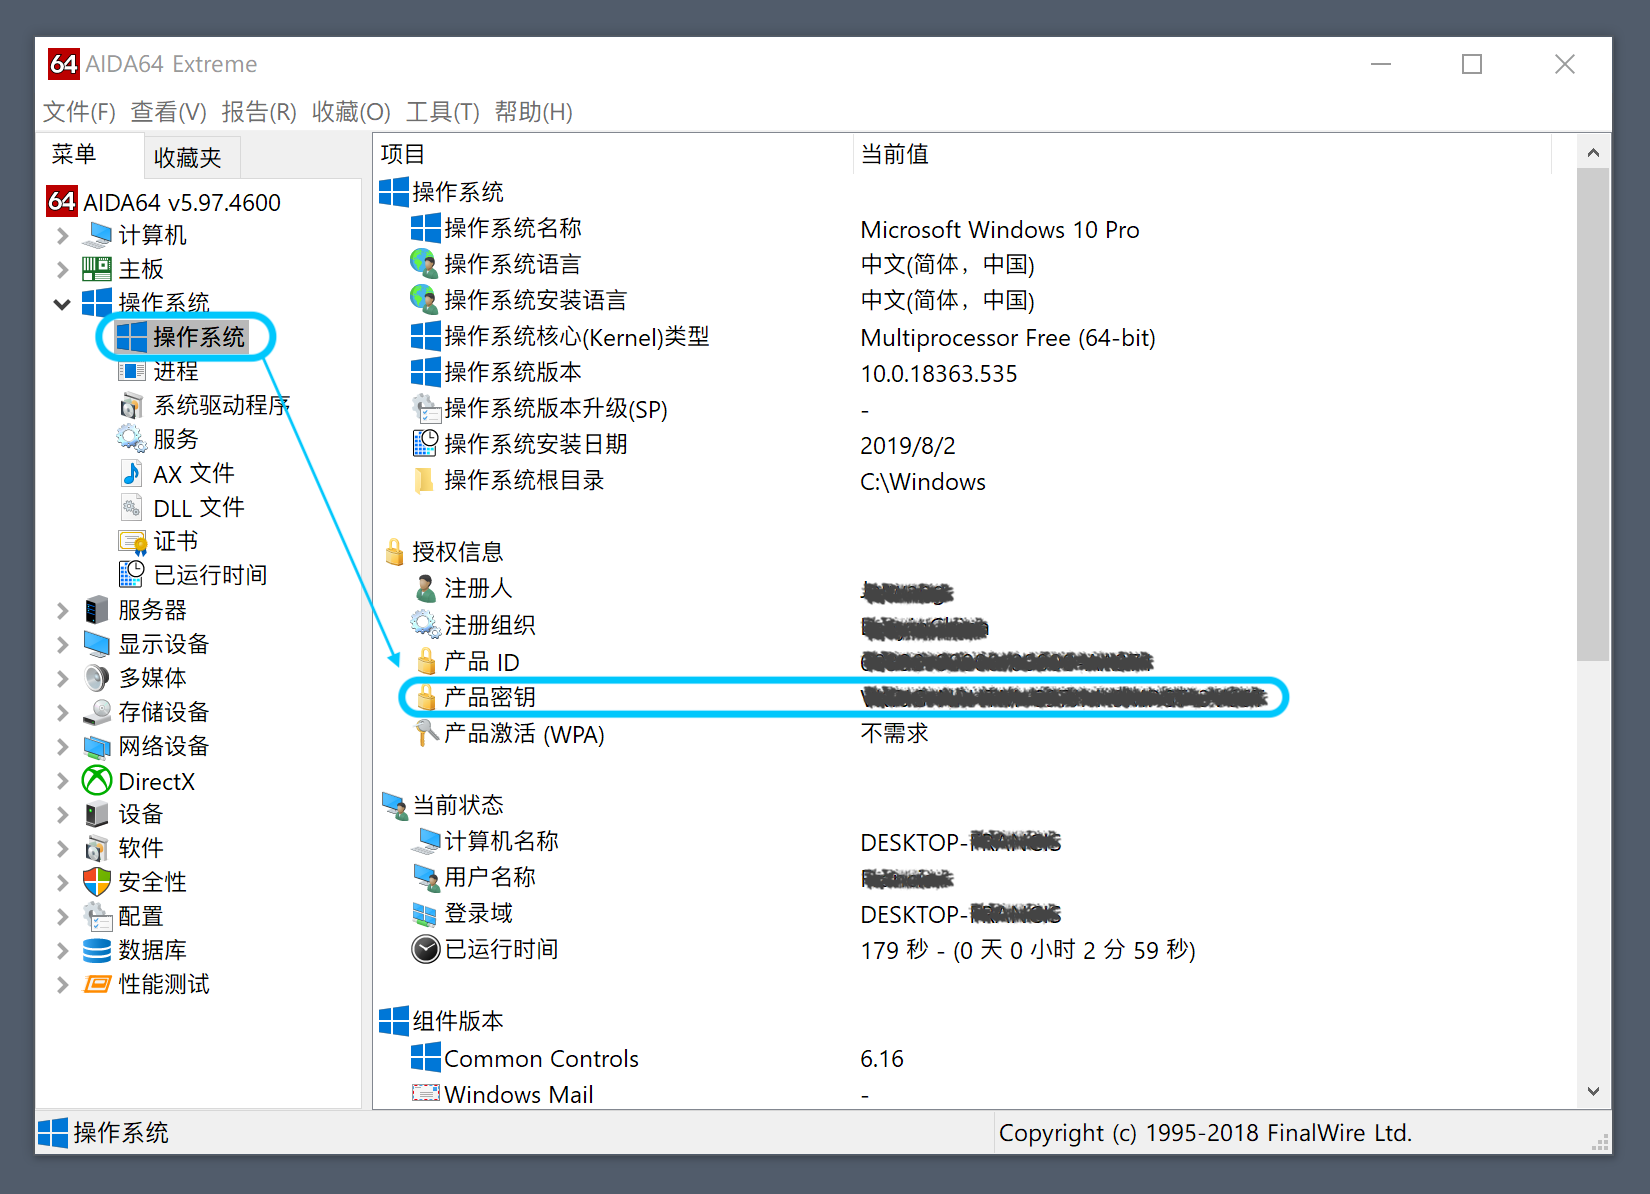 64 AIDA64 Extreme
文件(F) 查看(V) 报告(R) 收藏(O) 工具(T) 帮助(H)
菜单 收藏夹
64 AIDA64 v5.97.4600
计算机
主板
操作系统
操作系统
进程
系统驱动程序
服务
AX 文件
DLL 文件
证书
已运行时间
服务器
显示设备
多媒体
存储设备
网络设备
DirectX
设备
软件
安全性
配置
数据库
性能测试
项目 当前值
操作系统
操作系统名称 Microsoft Windows 10 Pro
操作系统语言 中文(简体，中国)
操作系统安装语言 中文(简体，中国)
操作系统核心(Kernel)类型 Multiprocessor Free (64-bit)
操作系统版本 10.0.18363.535
操作系统版本升级(SP) -
操作系统安装日期 2019/8/2
操作系统根目录 C:\Windows
授权信息
注册人
注册组织
产品 ID
产品密钥
产品激活 (WPA) 不需求
当前状态
计算机名称 DESKTOP-
用户名称
登录域 DESKTOP-
已运行时间 179 秒 - (0 天 0 小时 2 分 59 秒)
组件版本
Common Controls 6.16
Windows Mail -
操作系统 Copyright (c) 1995-2018 FinalWire Ltd.